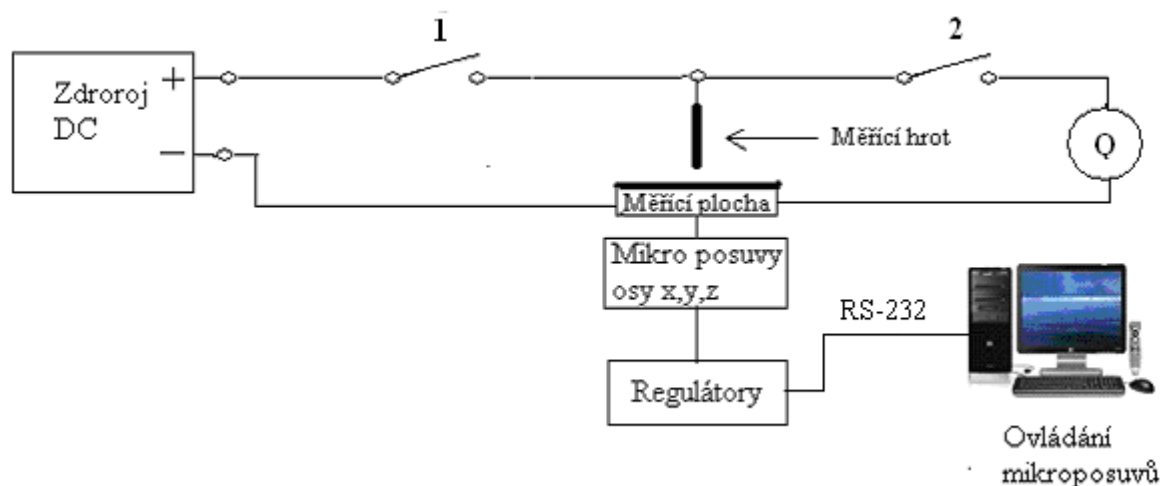 1
2
+
Zdroroj
DC
−
Měřící hrot
Q
Měřící plocha
Mikro posuvy
osy x,y,z
RS-232
Regulátory
Ovládání
mikroposuvů